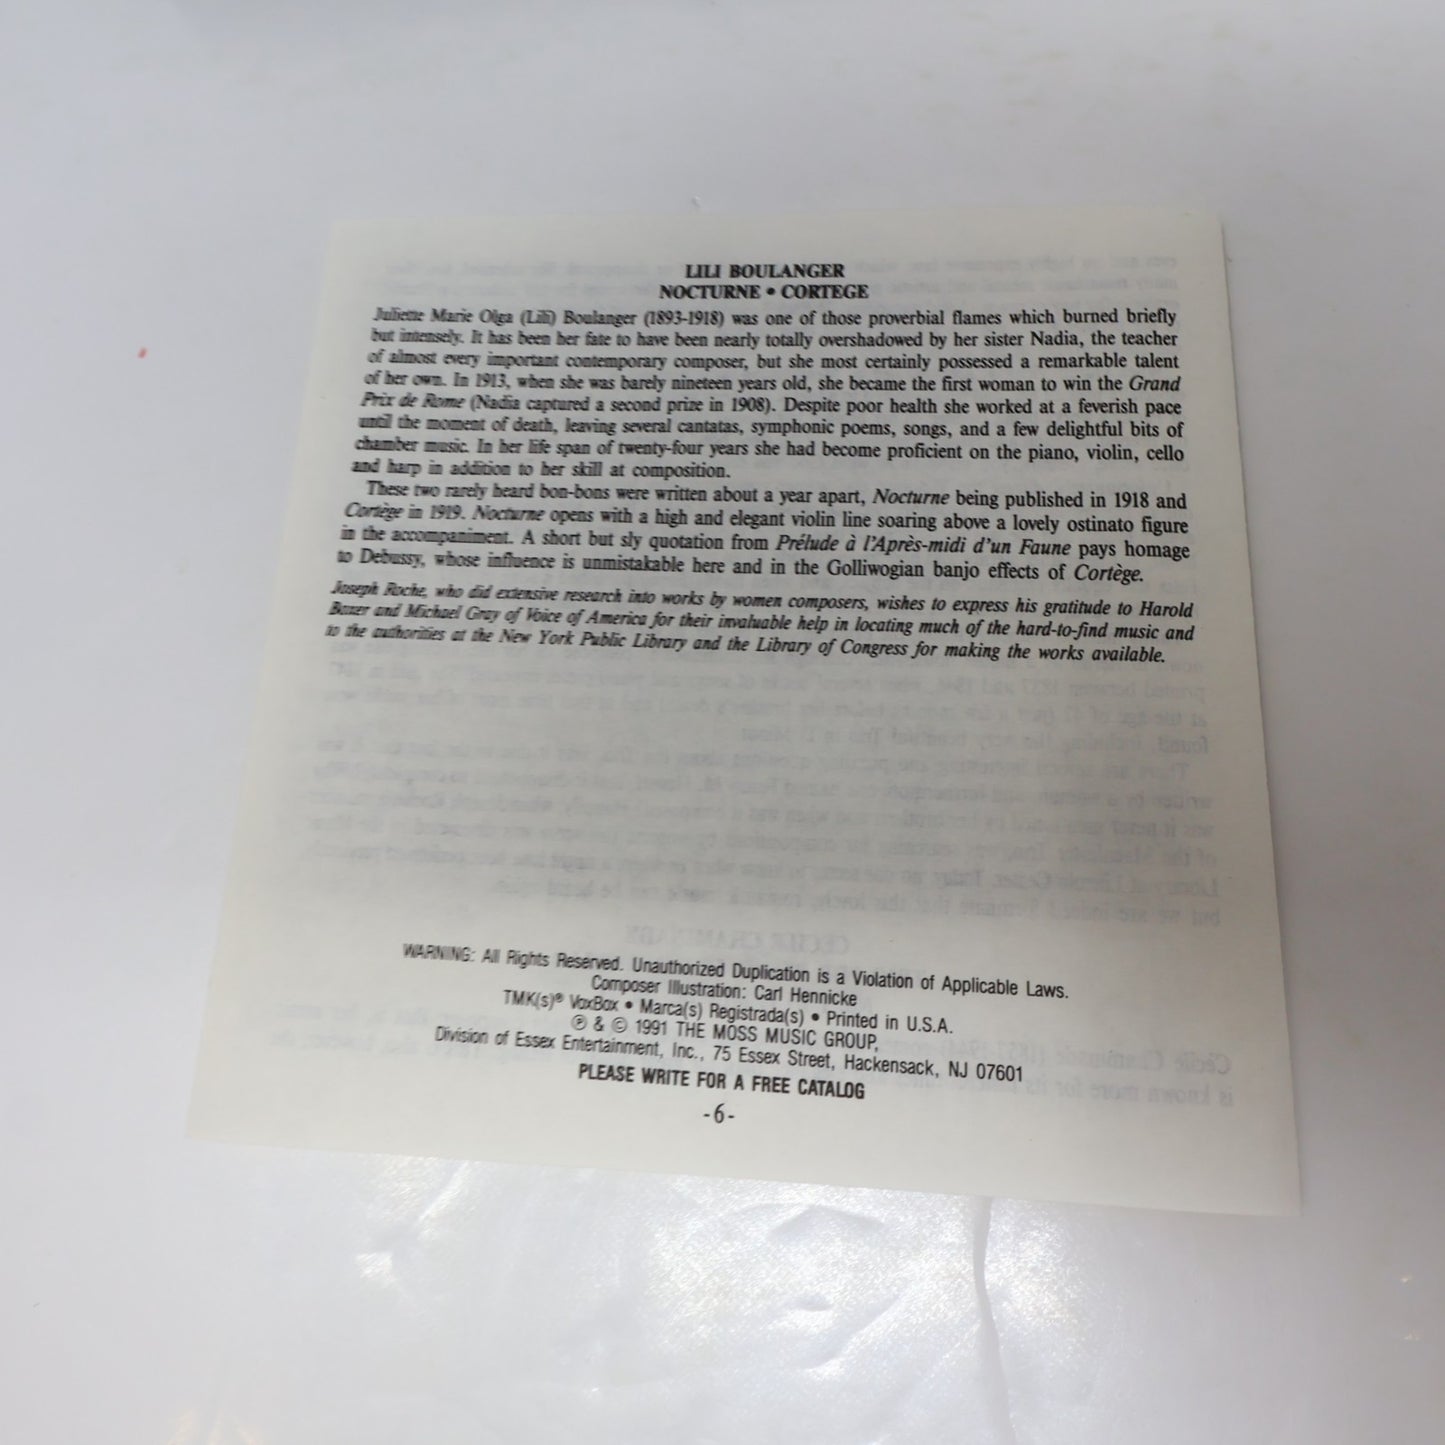 LILI BOULANGER
NOCTURNE • CORTEGE
Juliette Marie Olga (Lili) Boulanger (1893-1918) was one of those proverbial flames which burned briefly
but intensely. It has been her fate to have been nearly totally overshadowed by her sister Nadia, the teacher
of almost every important contemporary composer, but she most certainly possessed a remarkable talent
of her own. In 1913, when she was barely nineteen years old, she became the first woman to win the Grand
Prix de Rome (Nadia captured a second prize in 1908). Despite poor health she worked at a feverish pace
until the moment of death, leaving several cantatas, symphonic poems, songs, and a few delightful bits of
chamber music. In her life span of twenty-four years she had become proficient on the piano, violin, cello
and harp in addition to her skill at composition.
These two rarely heard bon-bons were written about a year apart, Nocturne being published in 1918 and
Cortège in 1919. Nocturne opens with a high and elegant violin line soaring above a lovely ostinato figure
in the accompaniment. A short but sly quotation from Prélude à l'Après-midi d'un Faune pays homage
to Debussy, whose influence is unmistakable here and in the Golliwogian banjo effects of Cortège.
Joseph Roche, who did extensive research into works by women composers, wishes to express his gratitude to Harold
Bauer and Michael Gray of Voice of America for their invaluable help in locating much of the hard-to-find music and
to the authorities at the New York Public Library and the Library of Congress for making the works available.
WARNING: All Rights Reserved. Unauthorized Duplication is a Violation of Applicable Laws.
Composer Illustration: Carl Hennicke
TMK(s)® VoxBox • Marca(s) Registrada(s) • Printed in U.S.A.
℗ & © 1991 THE MOSS MUSIC GROUP,
Division of Essex Entertainment, Inc., 75 Essex Street, Hackensack, NJ 07601
PLEASE WRITE FOR A FREE CATALOG
-6-